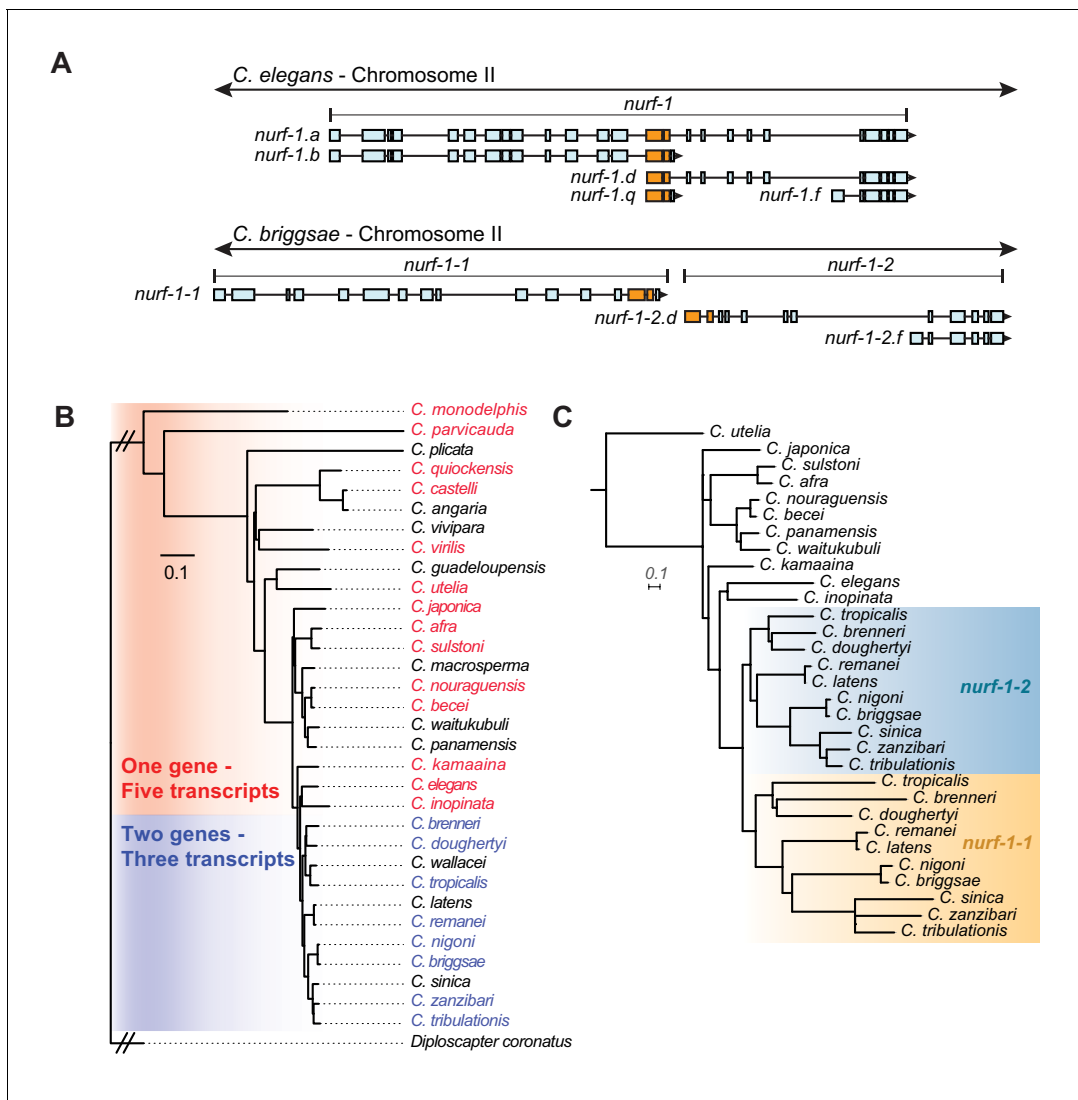 A
C. elegans - Chromosome II
nurf-1
nurf-1.a
nurf-1.b
nurf-1.d
nurf-1.q
nurf-1.f
C. briggsae - Chromosome II
nurf-1-1
nurf-1-2
nurf-1-1
nurf-1-2.d
nurf-1-2.f
B
C. monodelphis
C. parvicauda
C. plicata
C. quiockensis
C. castelli
C. angaria
C. vivipara
C. virilis
C. guadeloupensis
C. utelia
C. japonica
C. afra
C. sulstoni
C. macrosperma
C. nouraguensis
C. becei
C. waitukubuli
C. panamensis
C. kamaaina
C. elegans
C. inopinata
C. brenneri
C. doughertyi
C. wallacei
C. tropicalis
C. latens
C. remanei
C. nigoni
C. briggsae
C. sinica
C. zanzibari
C. tribulationis
Diploscapter coronatus
0.1
One gene -
Five transcripts
Two genes -
Three transcripts
C
C. utelia
C. japonica
C. sulstoni
C. afra
C. nouraguensis
C. becei
C. panamensis
C. waitukubuli
C. kamaaina
C. elegans
C. inopinata
C. tropicalis
C. brenneri
C. doughertyi
C. remanei
C. latens
C. nigoni
C. briggsae
C. sinica
C. zanzibari
C. tribulationis
C. tropicalis
C. brenneri
C. doughertyi
C. remanei
C. latens
C. nigoni
C. briggsae
C. sinica
C. zanzibari
C. tribulationis
0.1
nurf-1-2
nurf-1-1